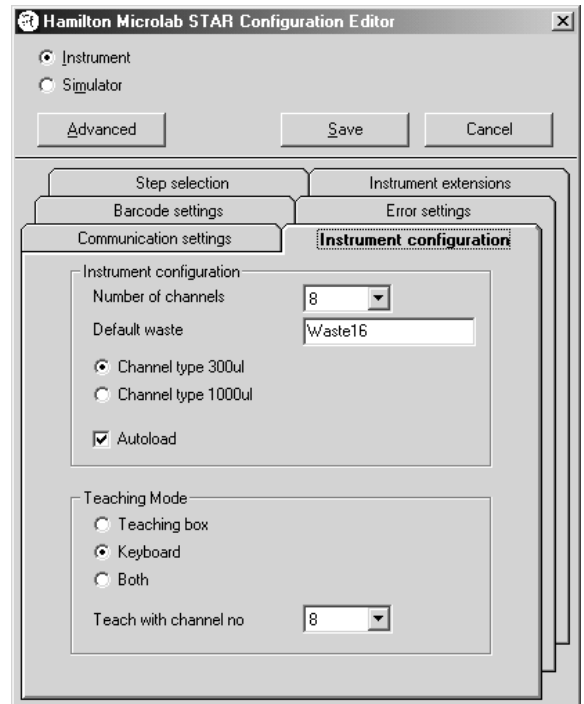 Hamilton Microlab STAR Configuration Editor
Instrument
Simulator
Advanced Save Cancel
Step selection Instrument extensions
Barcode settings Error settings
Communication settings Instrument configuration
Instrument configuration
Number of channels 8
Default waste Waste16
Channel type 300ul
Channel type 1000ul
Autoload
Teaching Mode
Teaching box
Keyboard
Both
Teach with channel no 8